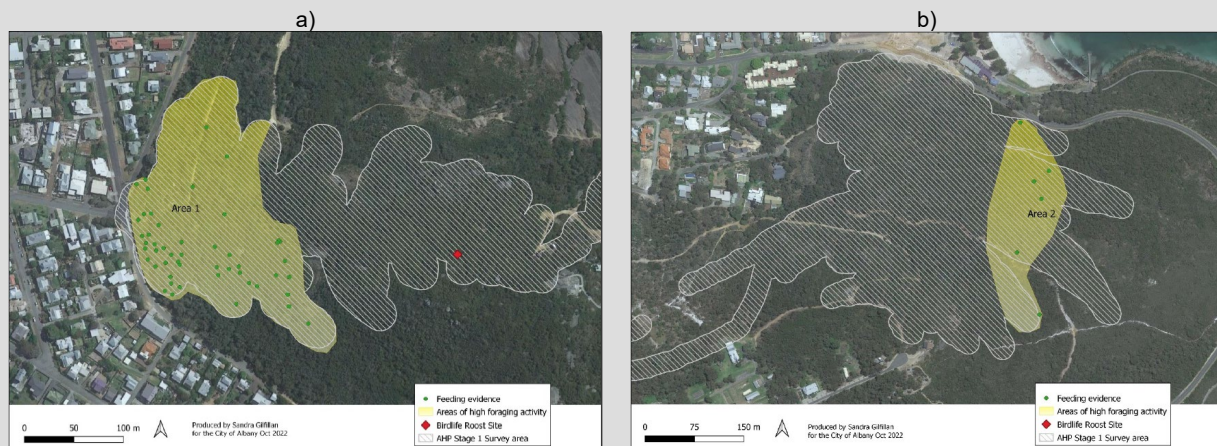 a)
Area 1
Feeding evidence
Areas of high foraging activity
Birdlife Roost Site
AHP Stage 1 Survey area
0 50 100 m
Produced by Sandra Gilfillan
for the City of Albany Oct 2022
b)
Area 2
Feeding evidence
Areas of high foraging activity
Birdlife Roost Site
AHP Stage 1 Survey area
0 75 150 m
Produced by Sandra Gilfillan
for the City of Albany Oct 2022